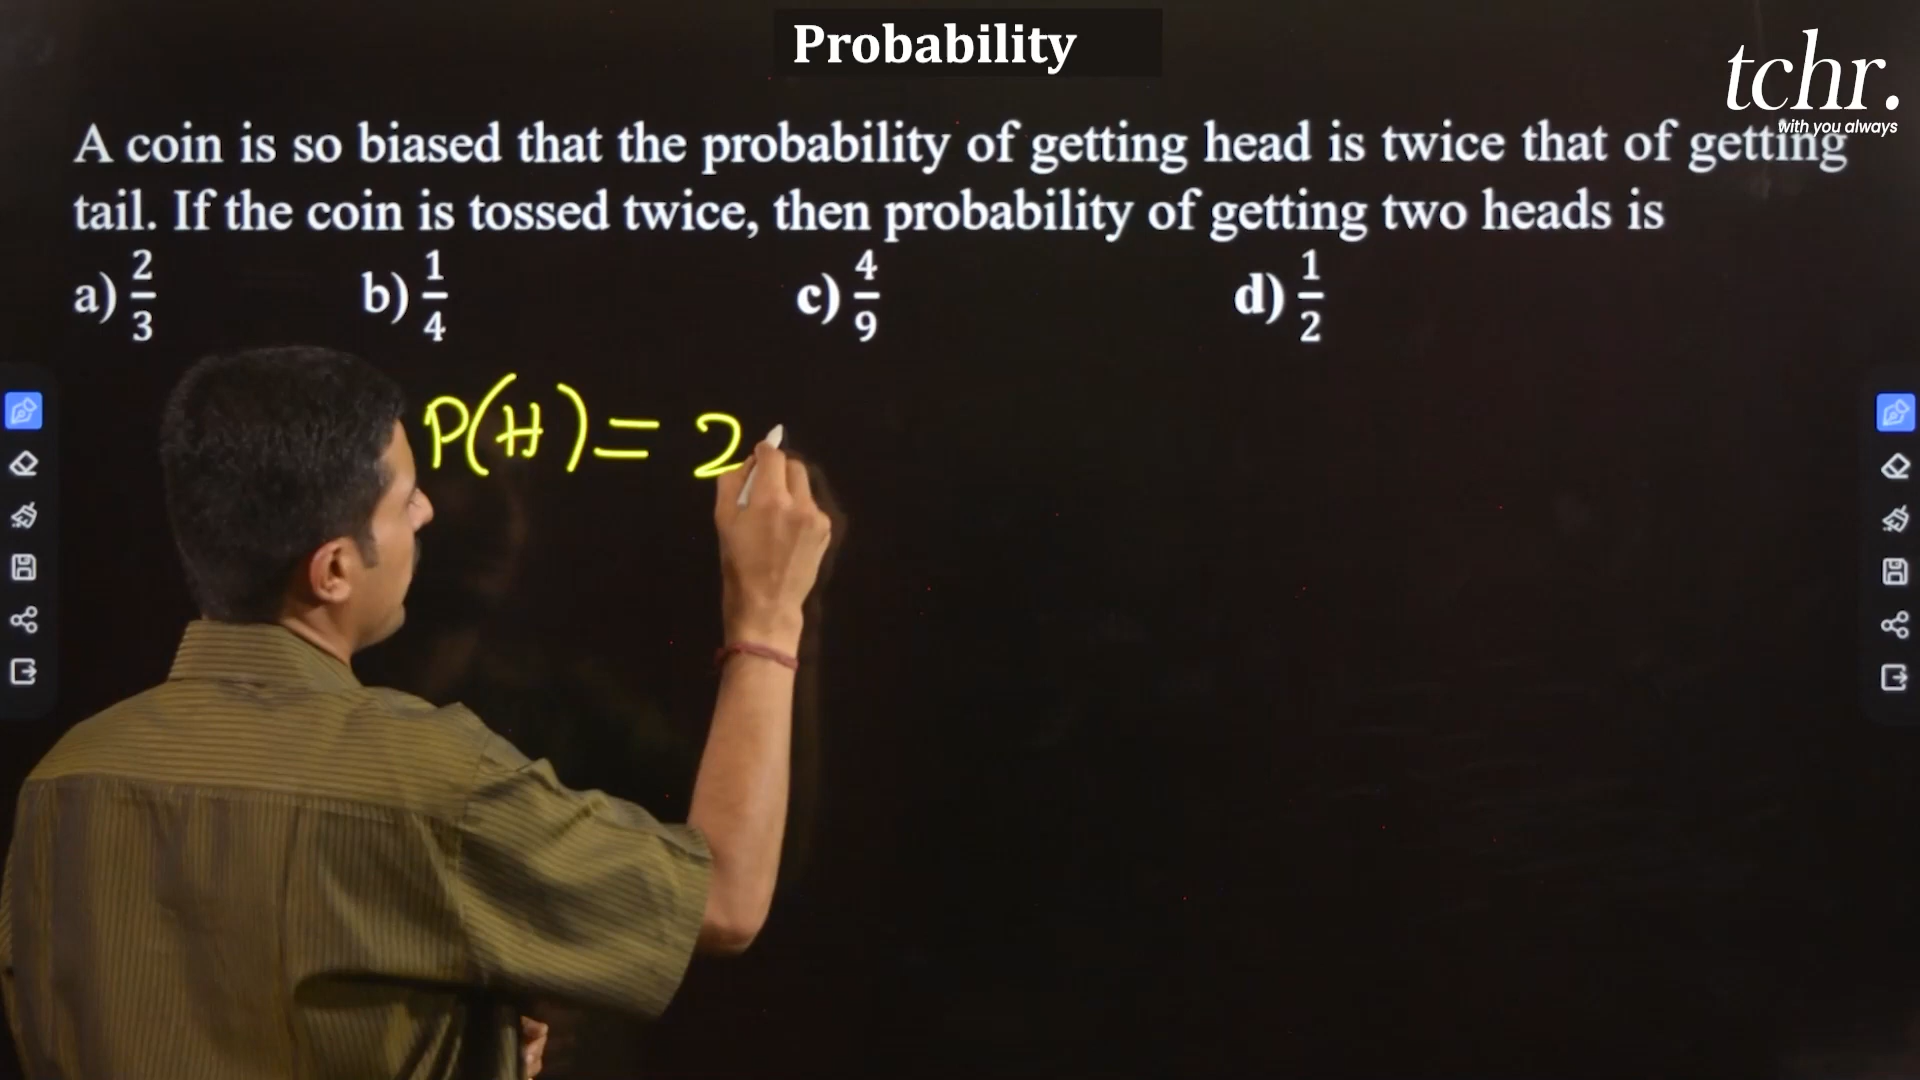 Probability
tchr.
with you always
A coin is so biased that the probability of getting head is twice that of getting
tail. If the coin is tossed twice, then probability of getting two heads is
a) 2/3 b) 1/4 c) 4/9 d) 1/2
P(H) = 2